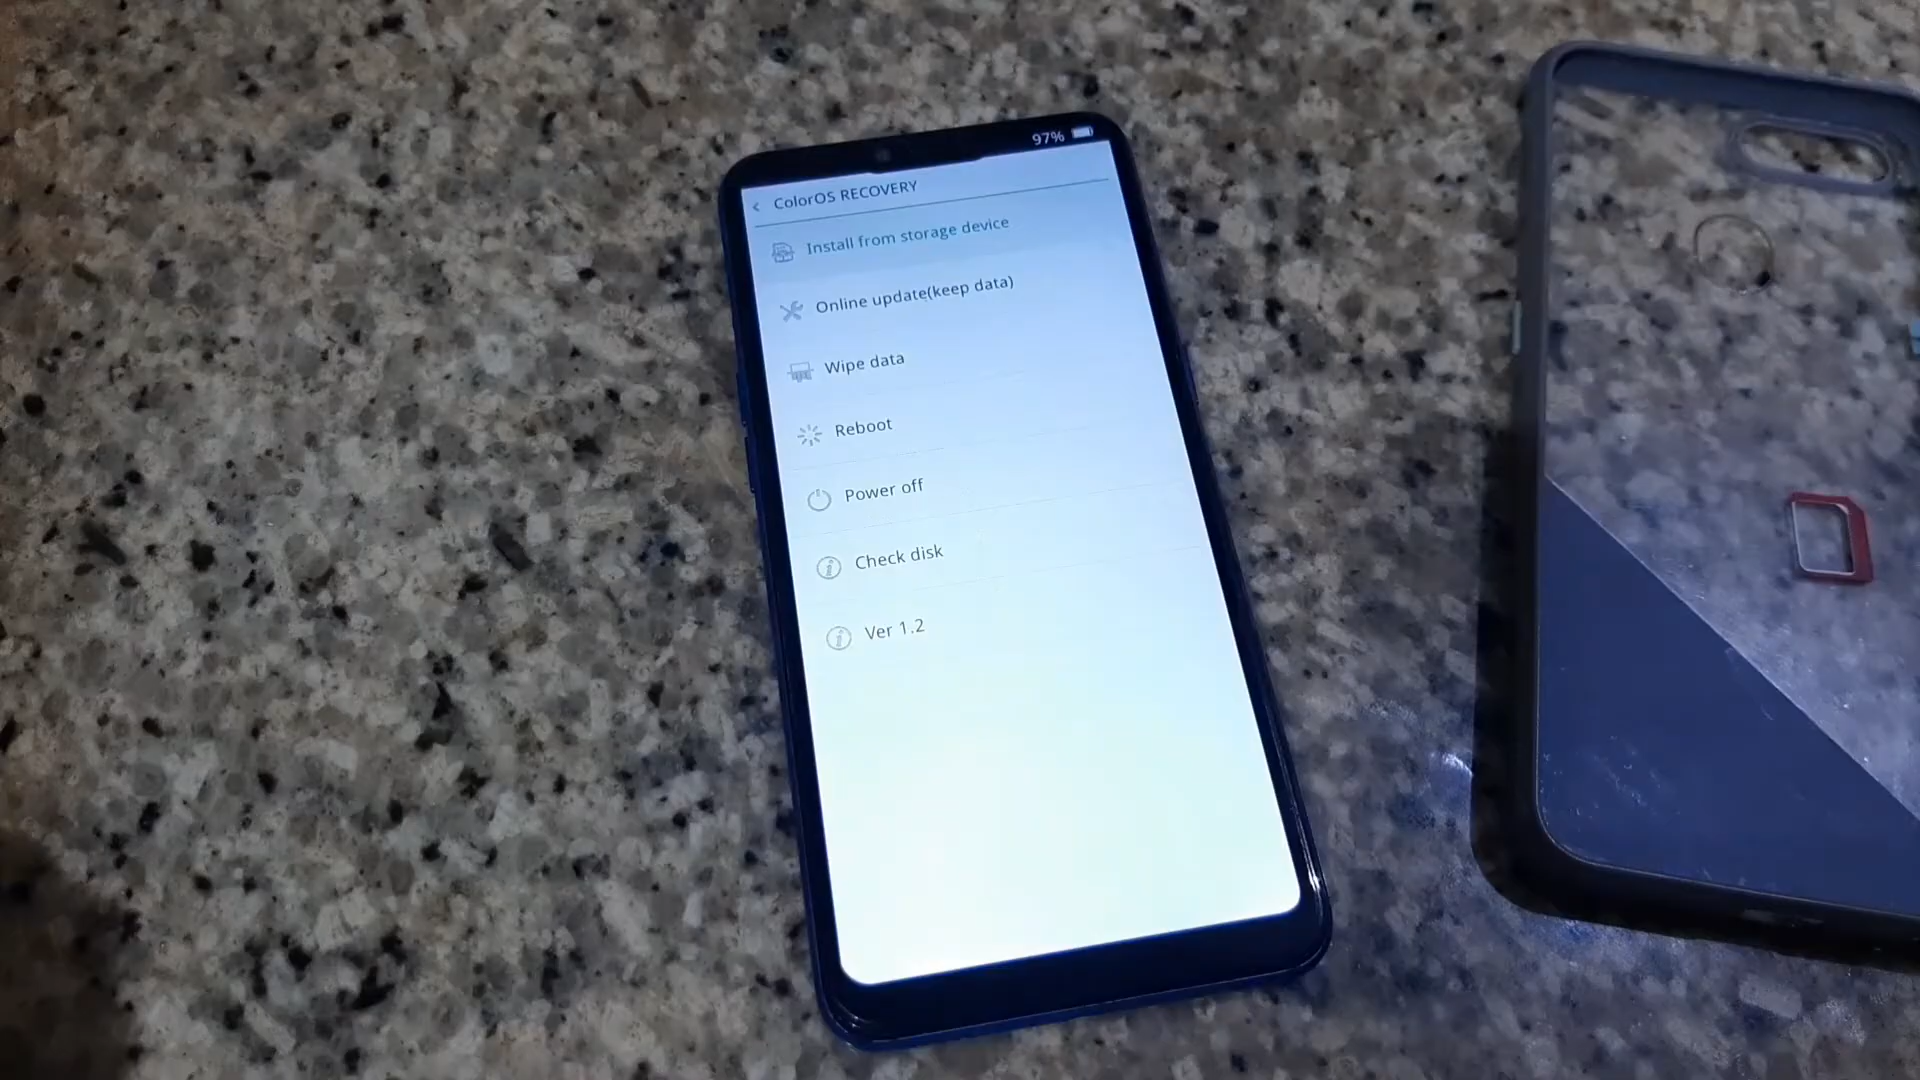 97%
< ColorOS RECOVERY
Install from storage device
Online update(keep data)
Wipe data
Reboot
Power off
Check disk
Ver 1.2